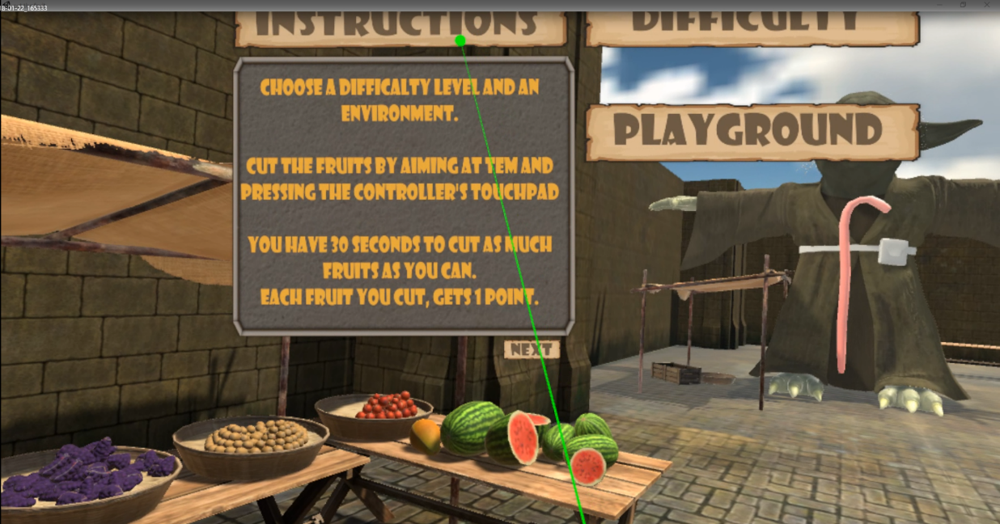 8-01-22_165333
INSTRUCTIONS
DIFFICULTY
CHOOSE A DIFFICALTY LEVEL AND AN
ENVIRONMENT.
CUT THE FRUITS BY AIMING AT TEM AND
PRESSING THE CONTROLLER'S TOUCHPAD
YOU HAVE 30 SECONDS TO CUT AS MUCH
FRUITS AS YOU CAN.
EACH FRUIT YOU CUT, GETS 1 POINT.
NEXT
PLAYGROUND